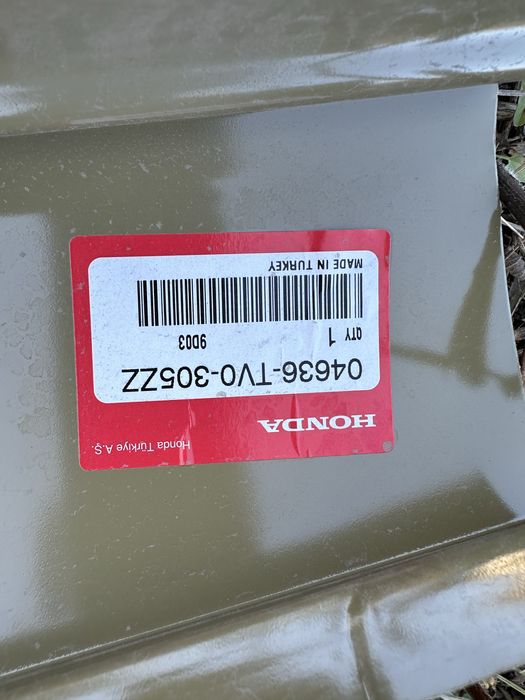 HONDA
Honda Türkiye A.Ş.
04636-TV0-305ZZ
QTY 1
9D03
MADE IN TURKEY